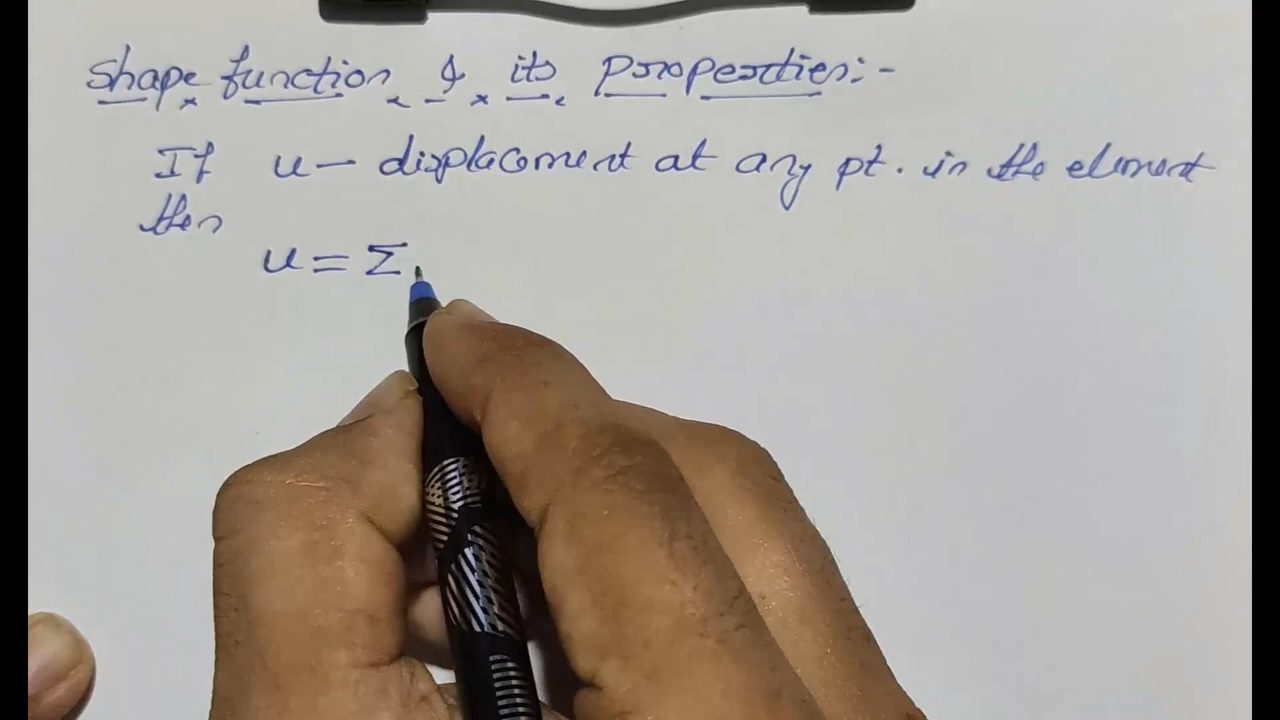 Shape function & its properties:-
If u - displacement at any pt. in the element
then
u = Σ